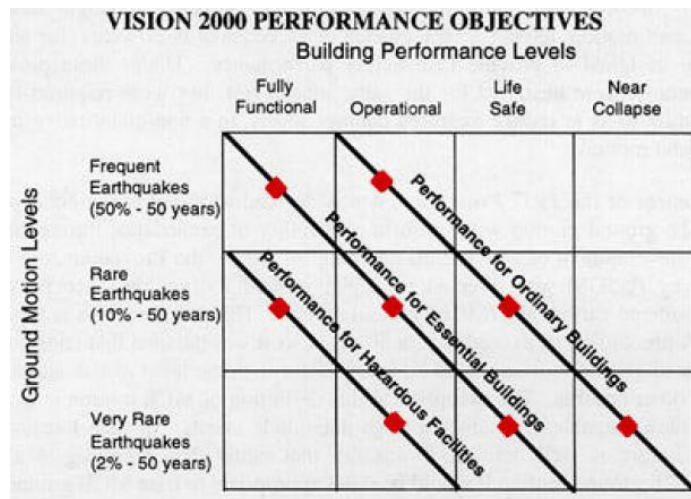 VISION 2000 PERFORMANCE OBJECTIVES
Building Performance Levels
Fully
Functional
Operational
Life
Safe
Near
Collapse
Ground Motion Levels
Frequent
Earthquakes
(50% - 50 years)
Rare
Earthquakes
(10% - 50 years)
Very Rare
Earthquakes
(2% - 50 years)
Performance for Ordinary Buildings
Performance for Essential Buildings
Performance for Hazardous Facilities